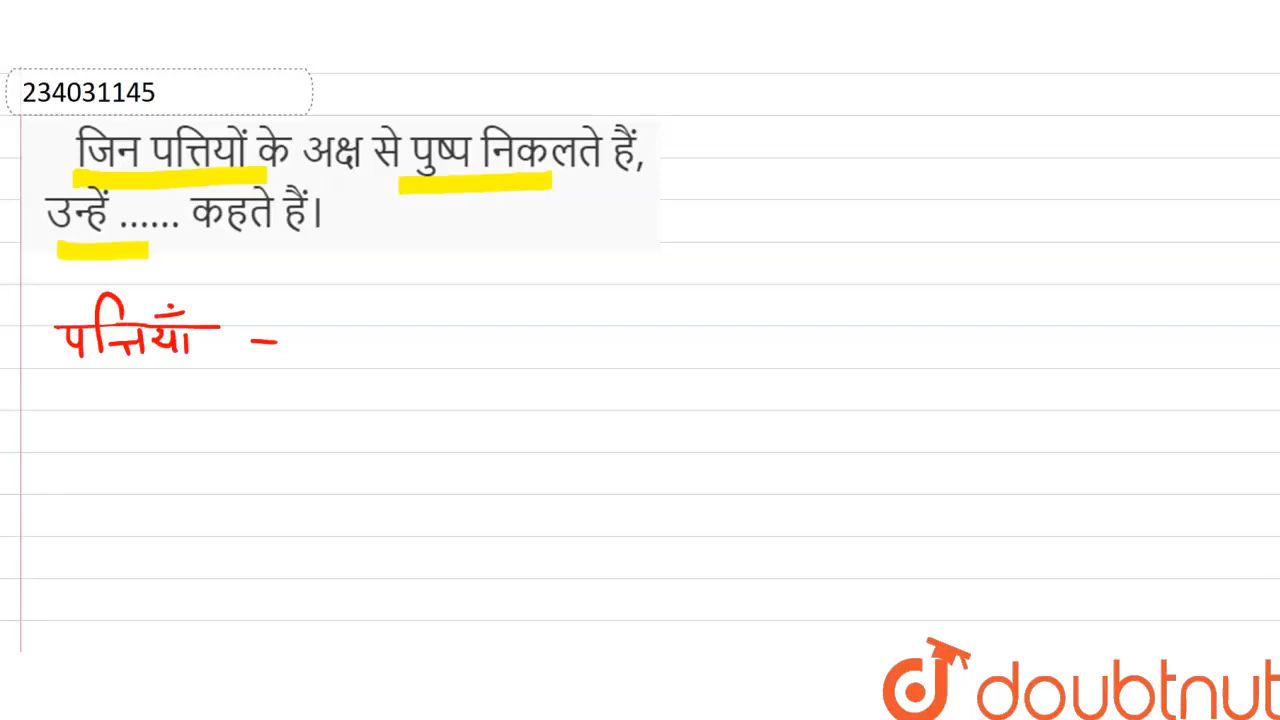 234031145
जिन पत्तियों के अक्ष से पुष्प निकलते हैं,
उन्हें ...... कहते हैं।
पत्तियाँ –
doubtnut